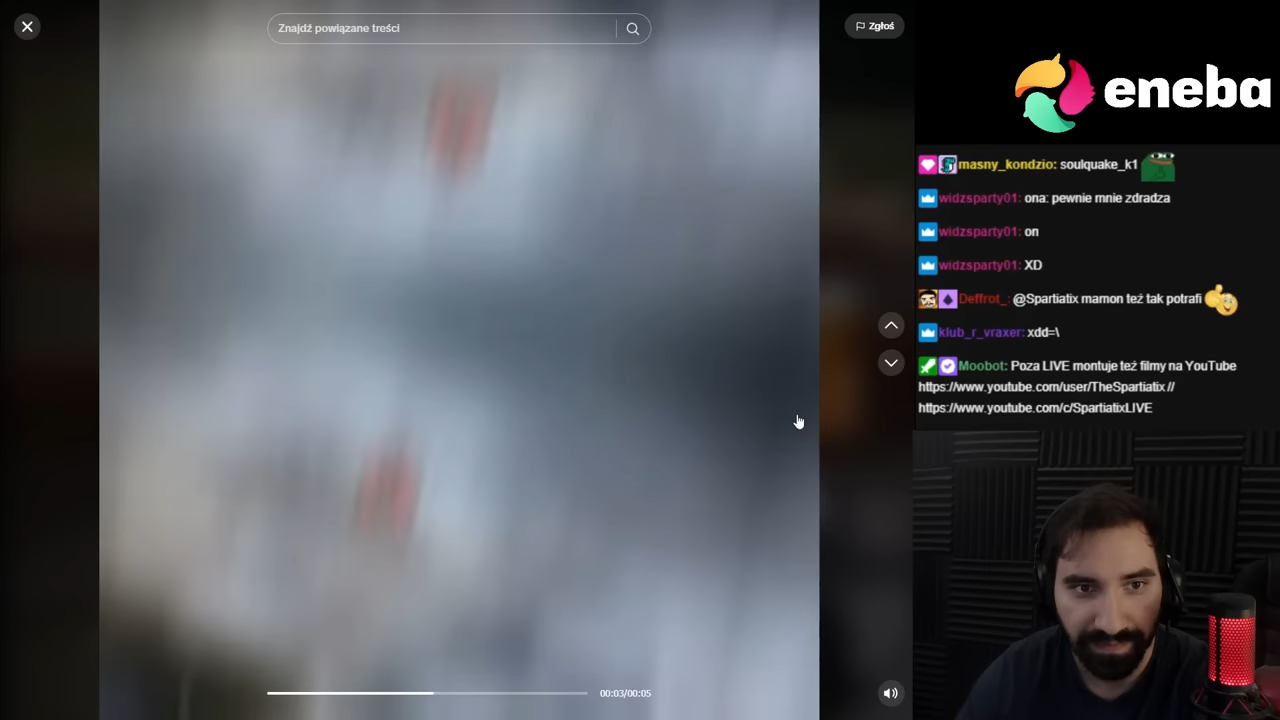 Znajdź powiązane treści
Zgłoś
eneba
masny_kondzio: soulquake_k1
widzsparty01: ona: pewnie mnie zdradza
widzsparty01: on
widzsparty01: XD
Deffrot_: @Spartiatix mamon też tak potrafi
klub_r_vraxer: xdd=\
Moobot: Poza LIVE montuje też filmy na YouTube
https://www.youtube.com/user/TheSpartiatix //
https://www.youtube.com/c/SpartiatixLIVE
00:03/00:05